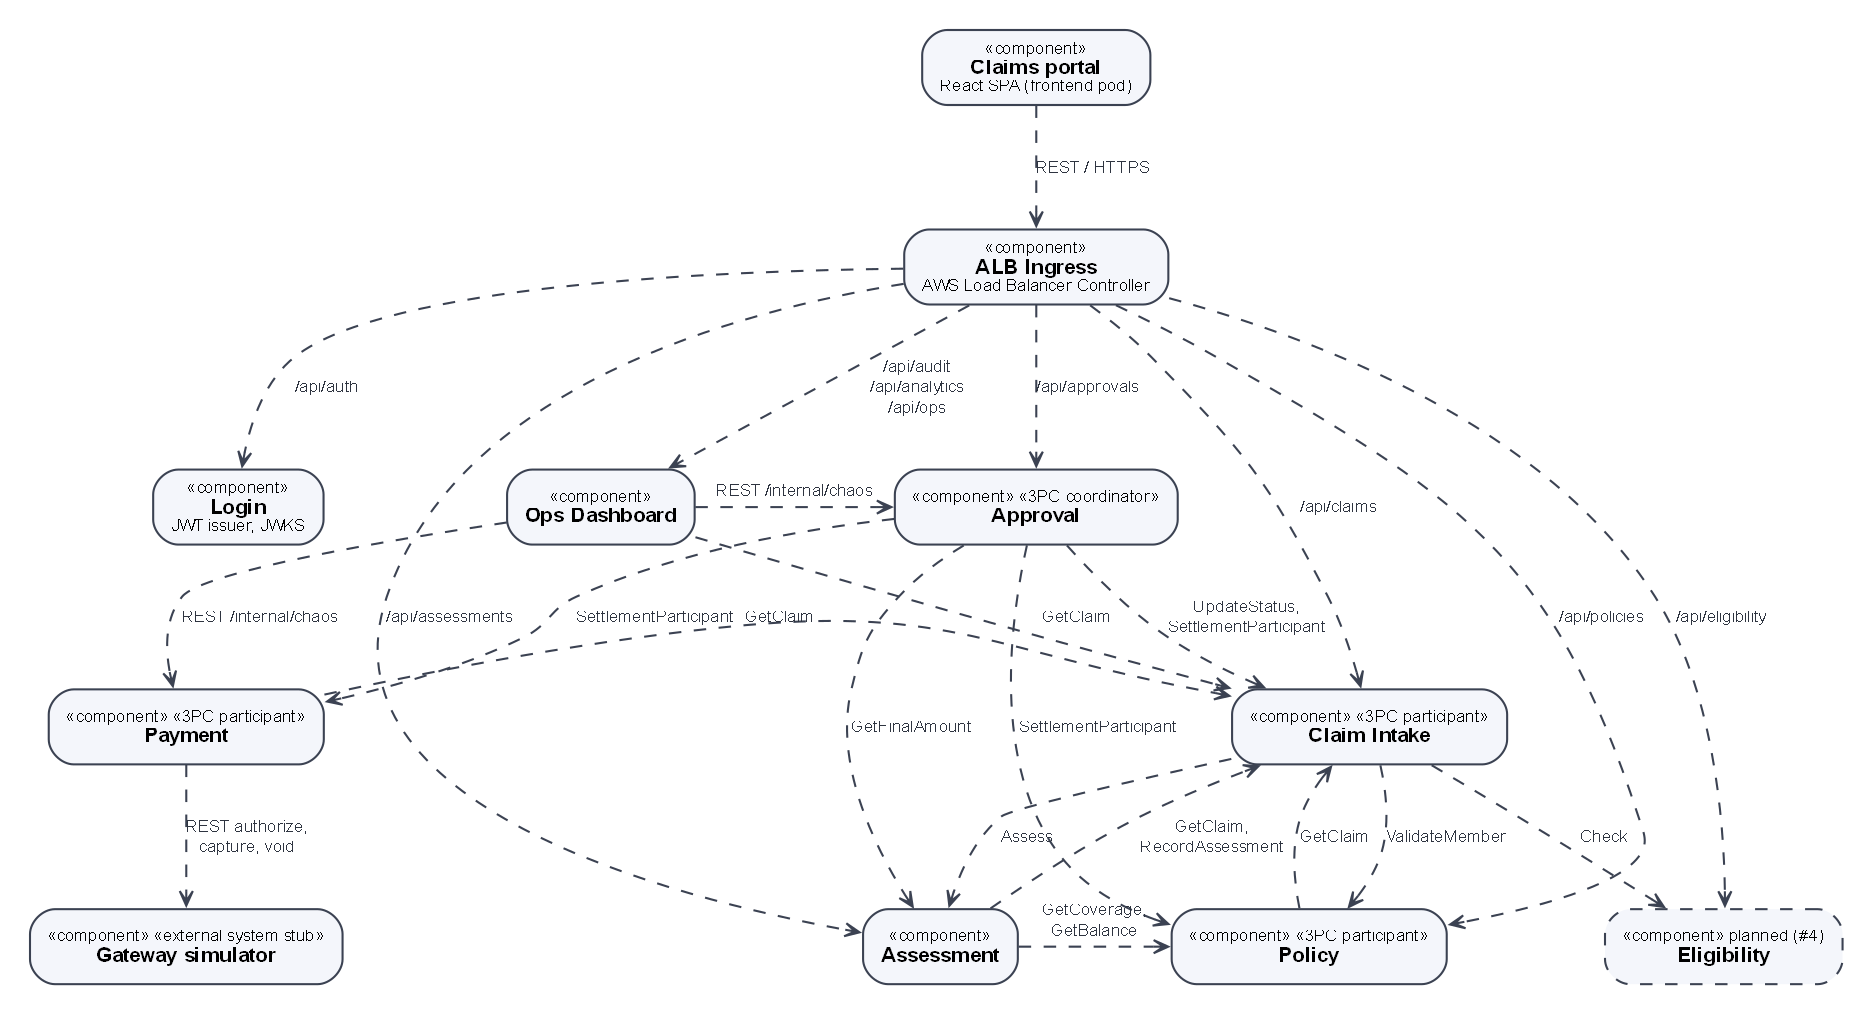 «component»
Claims portal
React SPA (frontend pod)
REST / HTTPS
«component»
ALB Ingress
AWS Load Balancer Controller
/api/auth
/api/audit
/api/analytics
/api/ops
/api/approvals
/api/claims
«component»
Login
JWT issuer, JWKS
«component»
Ops Dashboard
REST /internal/chaos
«component» «3PC coordinator»
Approval
REST /internal/chaos
/api/assessments
SettlementParticipant
GetClaim
GetClaim
UpdateStatus,
SettlementParticipant
/api/policies
/api/eligibility
«component» «3PC participant»
Payment
GetFinalAmount
SettlementParticipant
«component» «3PC participant»
Claim Intake
REST authorize,
capture, void
Assess
GetClaim,
RecordAssessment
GetClaim
ValidateMember
Check
«component» «external system stub»
Gateway simulator
«component»
Assessment
GetCoverage,
GetBalance
«component» «3PC participant»
Policy
«component» planned (#4)
Eligibility